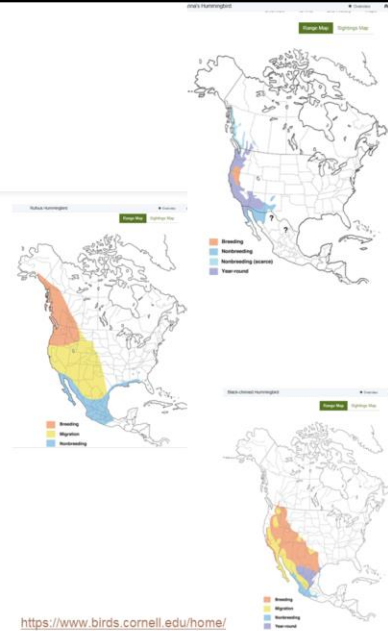 Anna's Hummingbird
Range Map Sightings Map
Breeding
Nonbreeding
Nonbreeding (scarce)
Year-round
? ?
Rufous Hummingbird
Range Map Sightings Map
Breeding
Migration
Nonbreeding
Black-chinned Hummingbird
Range Map Sightings Map
Breeding
Migration
Nonbreeding
Year-round
https://www.birds.cornell.edu/home/